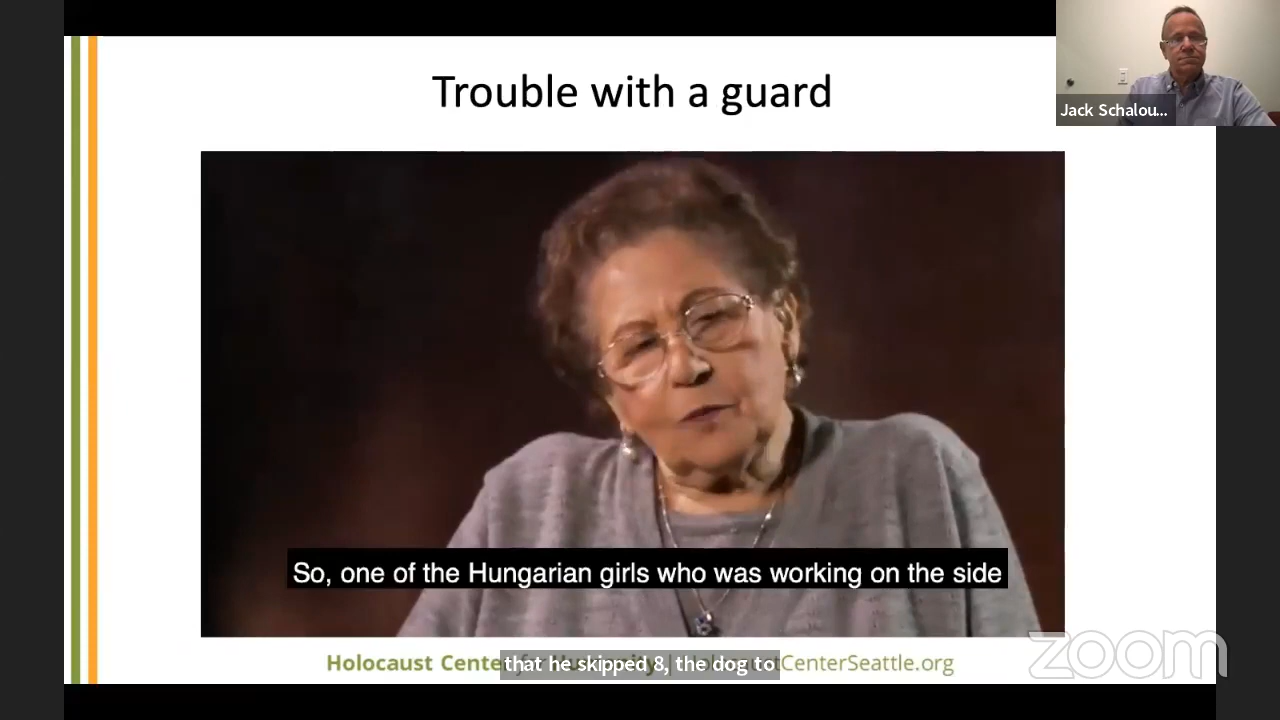 Trouble with a guard
Jack Schalou...
So, one of the Hungarian girls who was working on the side
Holocaust Cente HolocaustCenterSeattle.org
that he skipped 8, the dog to
zoom